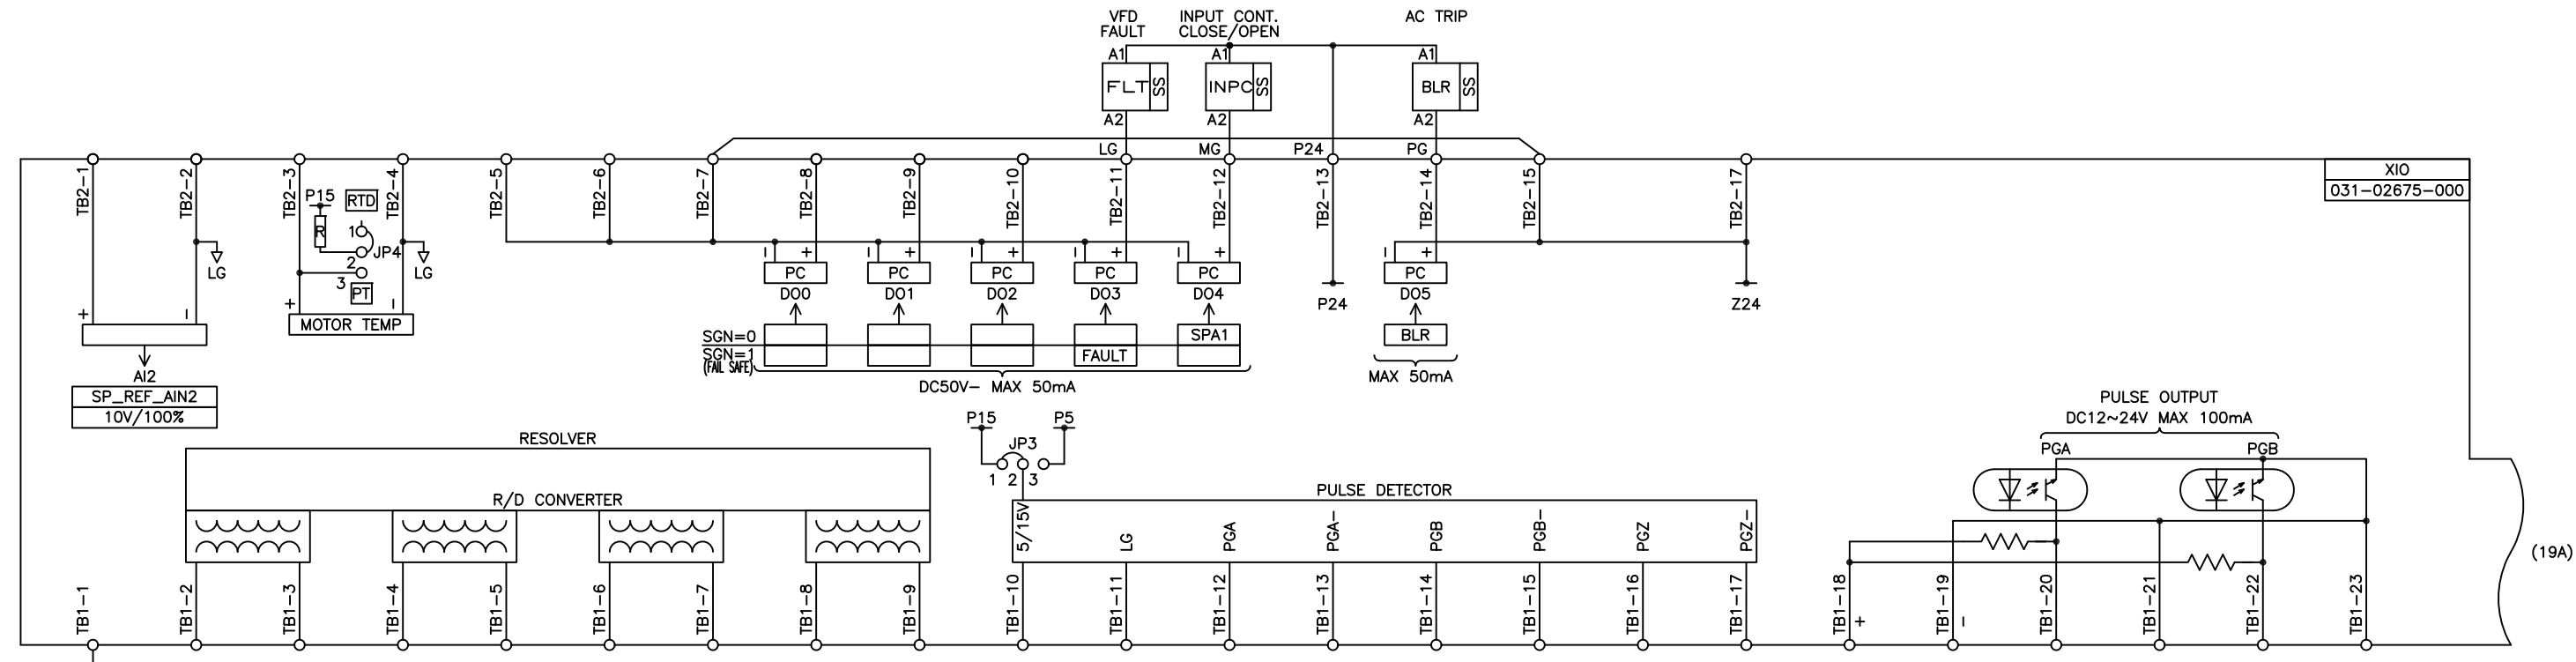 VFD
FAULT
INPUT CONT.
CLOSE/OPEN
AC TRIP
A1
A1
A1
FLT
SS
INPC
SS
BLR
SS
A2
A2
A2
LG
MG
P24
PG
XIO
031-02675-000
TB2-1
TB2-2
TB2-3
TB2-4
TB2-5
TB2-6
TB2-7
TB2-8
TB2-9
TB2-10
TB2-11
TB2-12
TB2-13
TB2-14
TB2-15
TB2-17
P15
RTD
R
1
JP4
2
3
PT
LG
LG
- +
- +
- +
- +
- +
- +
PC
PC
PC
PC
PC
PC
DO0
DO1
DO2
DO3
DO4
DO5
P24
Z24
+ -
+ -
MOTOR TEMP
SGN=0
SPA1
BLR
SGN=1
FAULT
(FAIL SAFE)
DC50V- MAX 50mA
MAX 50mA
AI2
SP_REF_AIN2
10V/100%
PULSE OUTPUT
DC12~24V MAX 100mA
PGA
PGB
P15
P5
JP3
1 2 3
RESOLVER
R/D CONVERTER
PULSE DETECTOR
5/15V
LG
PGA
PGA-
PGB
PGB-
PGZ
PGZ-
(19A)
TB1-1
TB1-2
TB1-3
TB1-4
TB1-5
TB1-6
TB1-7
TB1-8
TB1-9
TB1-10
TB1-11
TB1-12
TB1-13
TB1-14
TB1-15
TB1-16
TB1-17
TB1-18
+
TB1-19
-
TB1-20
TB1-21
TB1-22
TB1-23